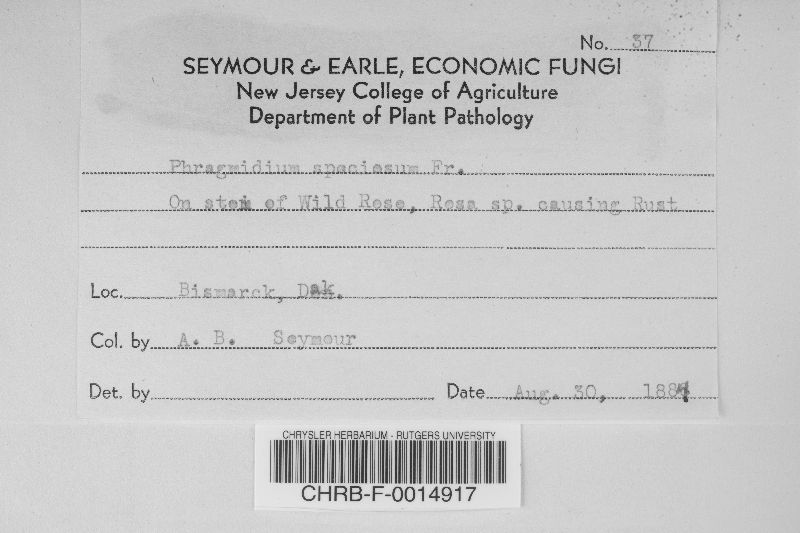 No. 37
SEYMOUR & EARLE, ECONOMIC FUNGI
New Jersey College of Agriculture
Department of Plant Pathology
Phragmidium speciosum Fr.
On stem of Wild Rose, Rosa sp. causing Rust
Loc. Bismarck, Dak.
Col. by A. B. Seymour
Det. by
Date Aug. 30, 1884
CHRYSLER HERBARIUM - RUTGERS UNIVERSITY
CHRB-F-0014917